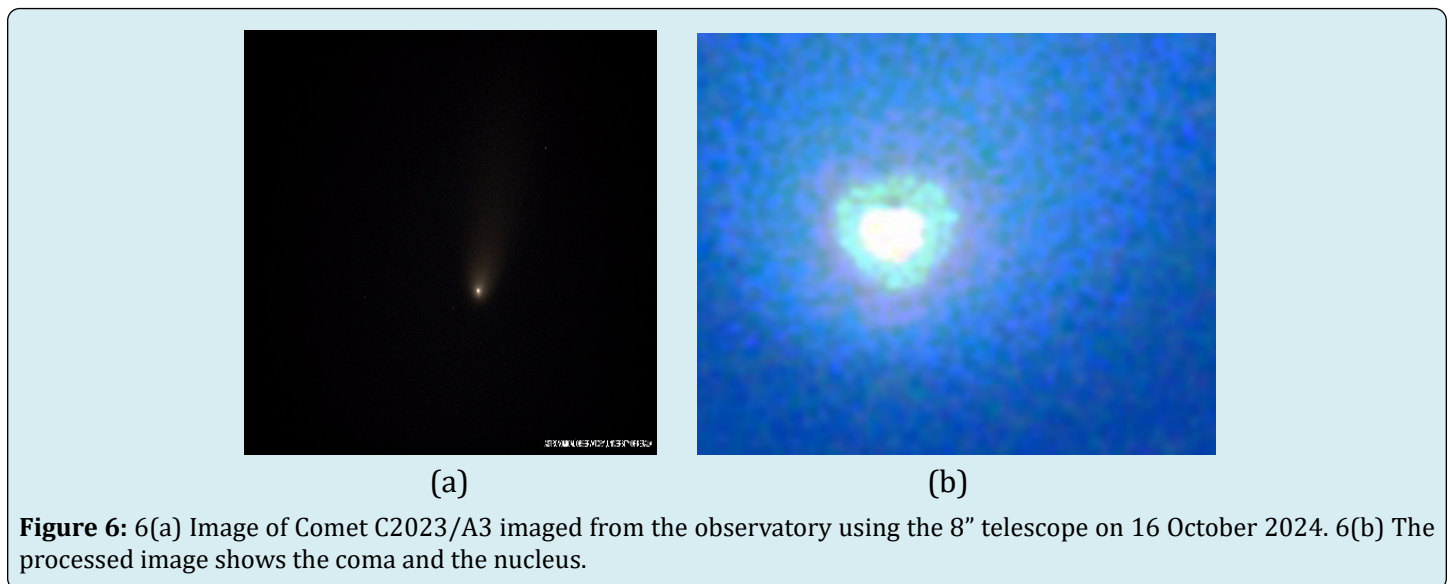 (a)
(b)
Figure 6: 6(a) Image of Comet C2023/A3 imaged from the observatory using the 8” telescope on 16 October 2024. 6(b) The
processed image shows the coma and the nucleus.